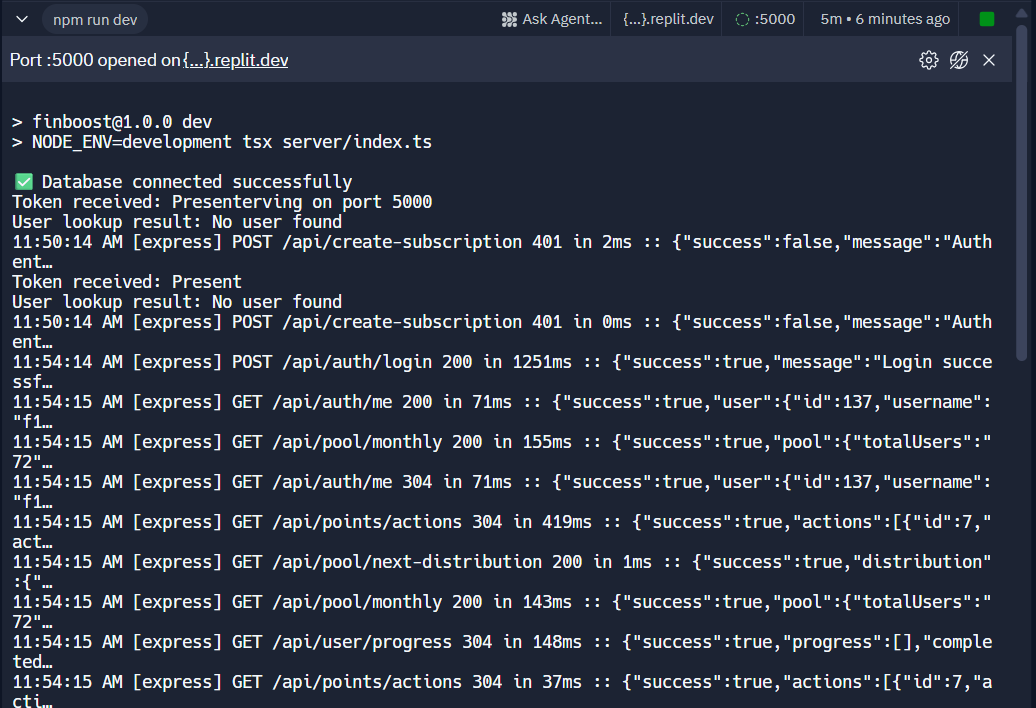 npm run dev
Ask Agent...
{...}.replit.dev
:5000
5m • 6 minutes ago
Port :5000 opened on {...}.replit.dev
> finboost@1.0.0 dev
> NODE_ENV=development tsx server/index.ts
✅ Database connected successfully
Token received: Presenterving on port 5000
User lookup result: No user found
11:50:14 AM [express] POST /api/create-subscription 401 in 2ms :: {"success":false,"message":"Auth
ent…
Token received: Present
User lookup result: No user found
11:50:14 AM [express] POST /api/create-subscription 401 in 0ms :: {"success":false,"message":"Auth
ent…
11:54:14 AM [express] POST /api/auth/login 200 in 1251ms :: {"success":true,"message":"Login succe
ssf…
11:54:15 AM [express] GET /api/auth/me 200 in 71ms :: {"success":true,"user":{"id":137,"username":
"f1…
11:54:15 AM [express] GET /api/pool/monthly 200 in 155ms :: {"success":true,"pool":{"totalUsers":"
72"…
11:54:15 AM [express] GET /api/auth/me 304 in 71ms :: {"success":true,"user":{"id":137,"username":
"f1…
11:54:15 AM [express] GET /api/points/actions 304 in 419ms :: {"success":true,"actions":[{"id":7,"
act…
11:54:15 AM [express] GET /api/pool/next-distribution 200 in 1ms :: {"success":true,"distribution"
:{"…
11:54:15 AM [express] GET /api/pool/monthly 200 in 143ms :: {"success":true,"pool":{"totalUsers":"
72"…
11:54:15 AM [express] GET /api/user/progress 304 in 148ms :: {"success":true,"progress":[],"comple
ted…
11:54:15 AM [express] GET /api/points/actions 304 in 37ms :: {"success":true,"actions":[{"id":7,"a
cti…